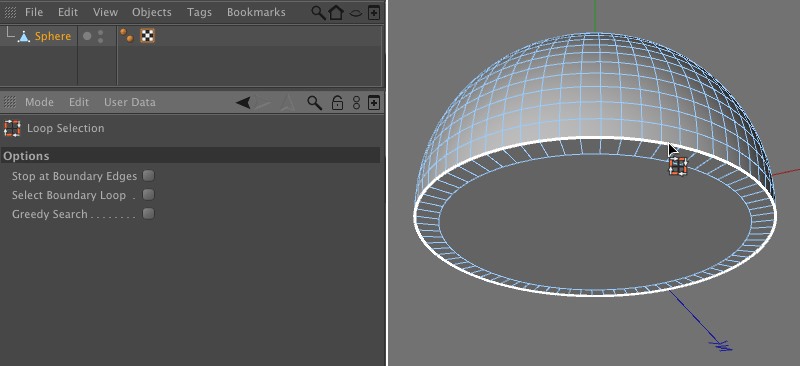 File Edit View Objects Tags Bookmarks
Sphere
Mode Edit User Data
Loop Selection
Options
Stop at Boundary Edges
Select Boundary Loop .
Greedy Search . . . . . . . .